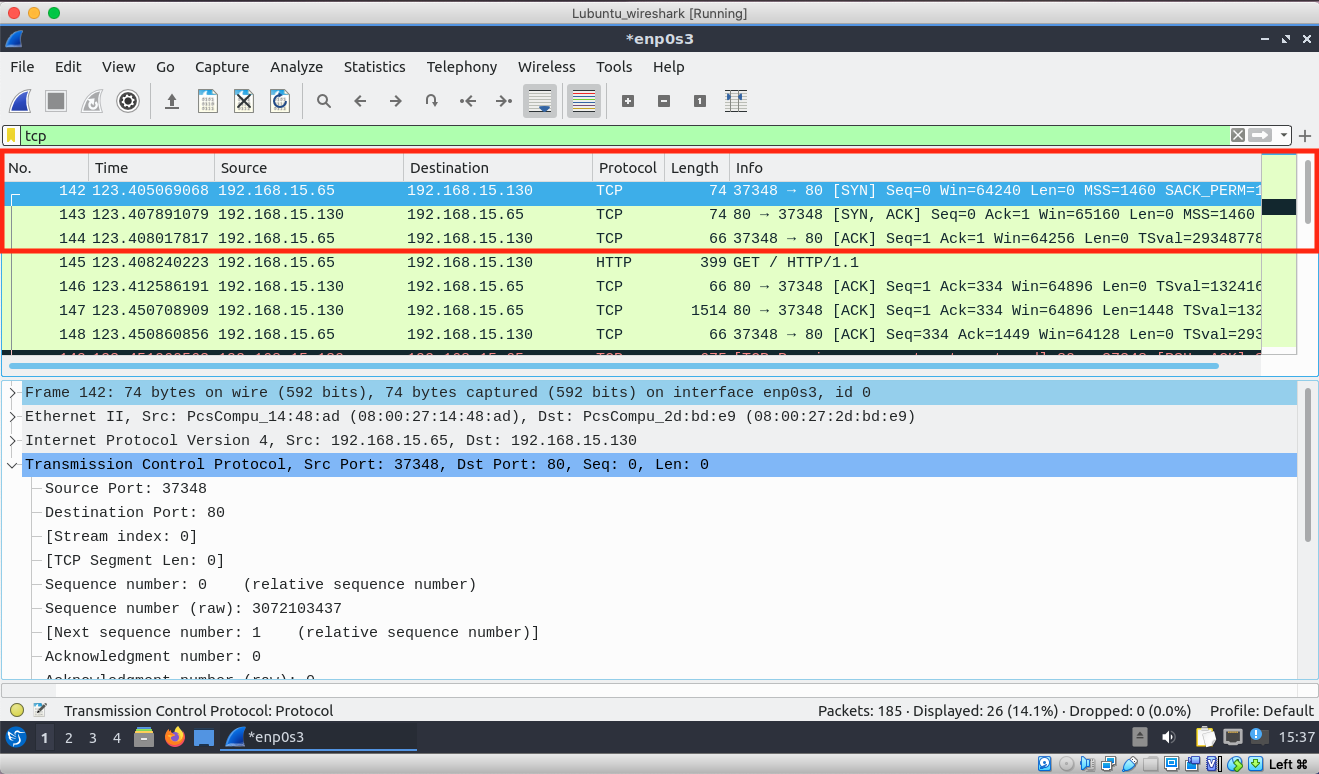 Lubuntu_wireshark [Running]
*enp0s3
File Edit View Go Capture Analyze Statistics Telephony Wireless Tools Help
tcp
No. Time Source Destination Protocol Length Info
142 123.405069068 192.168.15.65 192.168.15.130 TCP 74 37348 → 80 [SYN] Seq=0 Win=64240 Len=0 MSS=1460 SACK_PERM=1
143 123.407891079 192.168.15.130 192.168.15.65 TCP 74 80 → 37348 [SYN, ACK] Seq=0 Ack=1 Win=65160 Len=0 MSS=1460
144 123.408017817 192.168.15.65 192.168.15.130 TCP 66 37348 → 80 [ACK] Seq=1 Ack=1 Win=64256 Len=0 TSval=29348778
145 123.408240223 192.168.15.65 192.168.15.130 HTTP 399 GET / HTTP/1.1
146 123.412586191 192.168.15.130 192.168.15.65 TCP 66 80 → 37348 [ACK] Seq=1 Ack=334 Win=64896 Len=0 TSval=132416
147 123.450708909 192.168.15.130 192.168.15.65 TCP 1514 80 → 37348 [ACK] Seq=1 Ack=334 Win=64896 Len=1448 TSval=132
148 123.450860856 192.168.15.65 192.168.15.130 TCP 66 37348 → 80 [ACK] Seq=334 Ack=1449 Win=64128 Len=0 TSval=293
Frame 142: 74 bytes on wire (592 bits), 74 bytes captured (592 bits) on interface enp0s3, id 0
Ethernet II, Src: PcsCompu_14:48:ad (08:00:27:14:48:ad), Dst: PcsCompu_2d:bd:e9 (08:00:27:2d:bd:e9)
Internet Protocol Version 4, Src: 192.168.15.65, Dst: 192.168.15.130
Transmission Control Protocol, Src Port: 37348, Dst Port: 80, Seq: 0, Len: 0
Source Port: 37348
Destination Port: 80
[Stream index: 0]
[TCP Segment Len: 0]
Sequence number: 0 (relative sequence number)
Sequence number (raw): 3072103437
[Next sequence number: 1 (relative sequence number)]
Acknowledgment number: 0
Acknowledgment number (raw): 0
Transmission Control Protocol: Protocol Packets: 185 · Displayed: 26 (14.1%) · Dropped: 0 (0.0%) Profile: Default
1 2 3 4 *enp0s3 15:37
Left ⌘